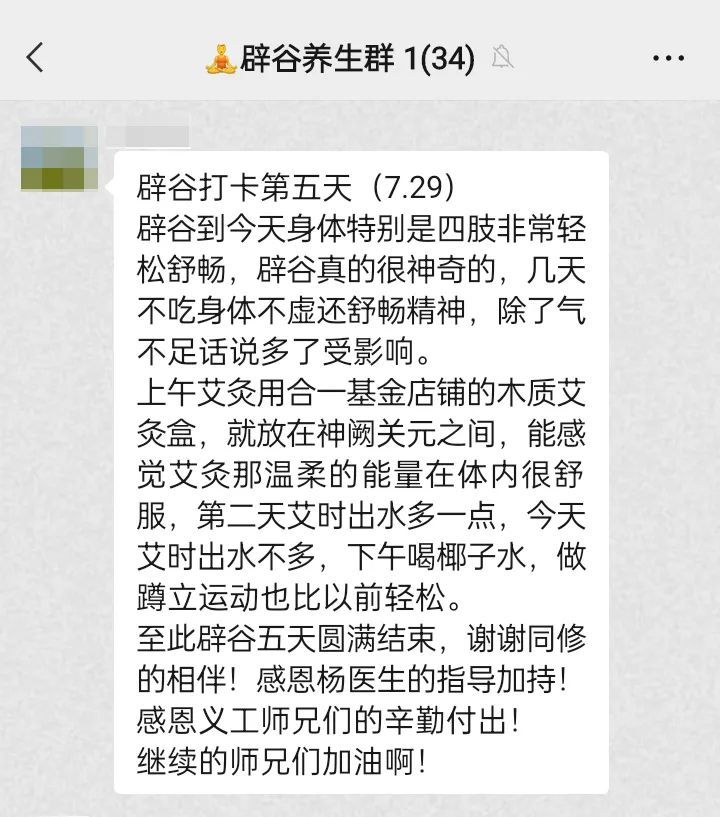 辟谷养生群 1(34)
辟谷打卡第五天（7.29）
辟谷到今天身体特别是四肢非常轻
松舒畅，辟谷真的很神奇的，几天
不吃身体不虚还舒畅精神，除了气
不足话说多了受影响。
上午艾灸用合一基金店铺的木质艾
灸盒，就放在神阙关元之间，能感
觉艾灸那温柔的能量在体内很舒
服，第二天艾时出水多一点，今天
艾时出水不多，下午喝椰子水，做
蹲立运动也比以前轻松。
至此辟谷五天圆满结束，谢谢同修
的相伴！感恩杨医生的指导加持！
感恩义工师兄们的辛勤付出！
继续的师兄们加油啊！